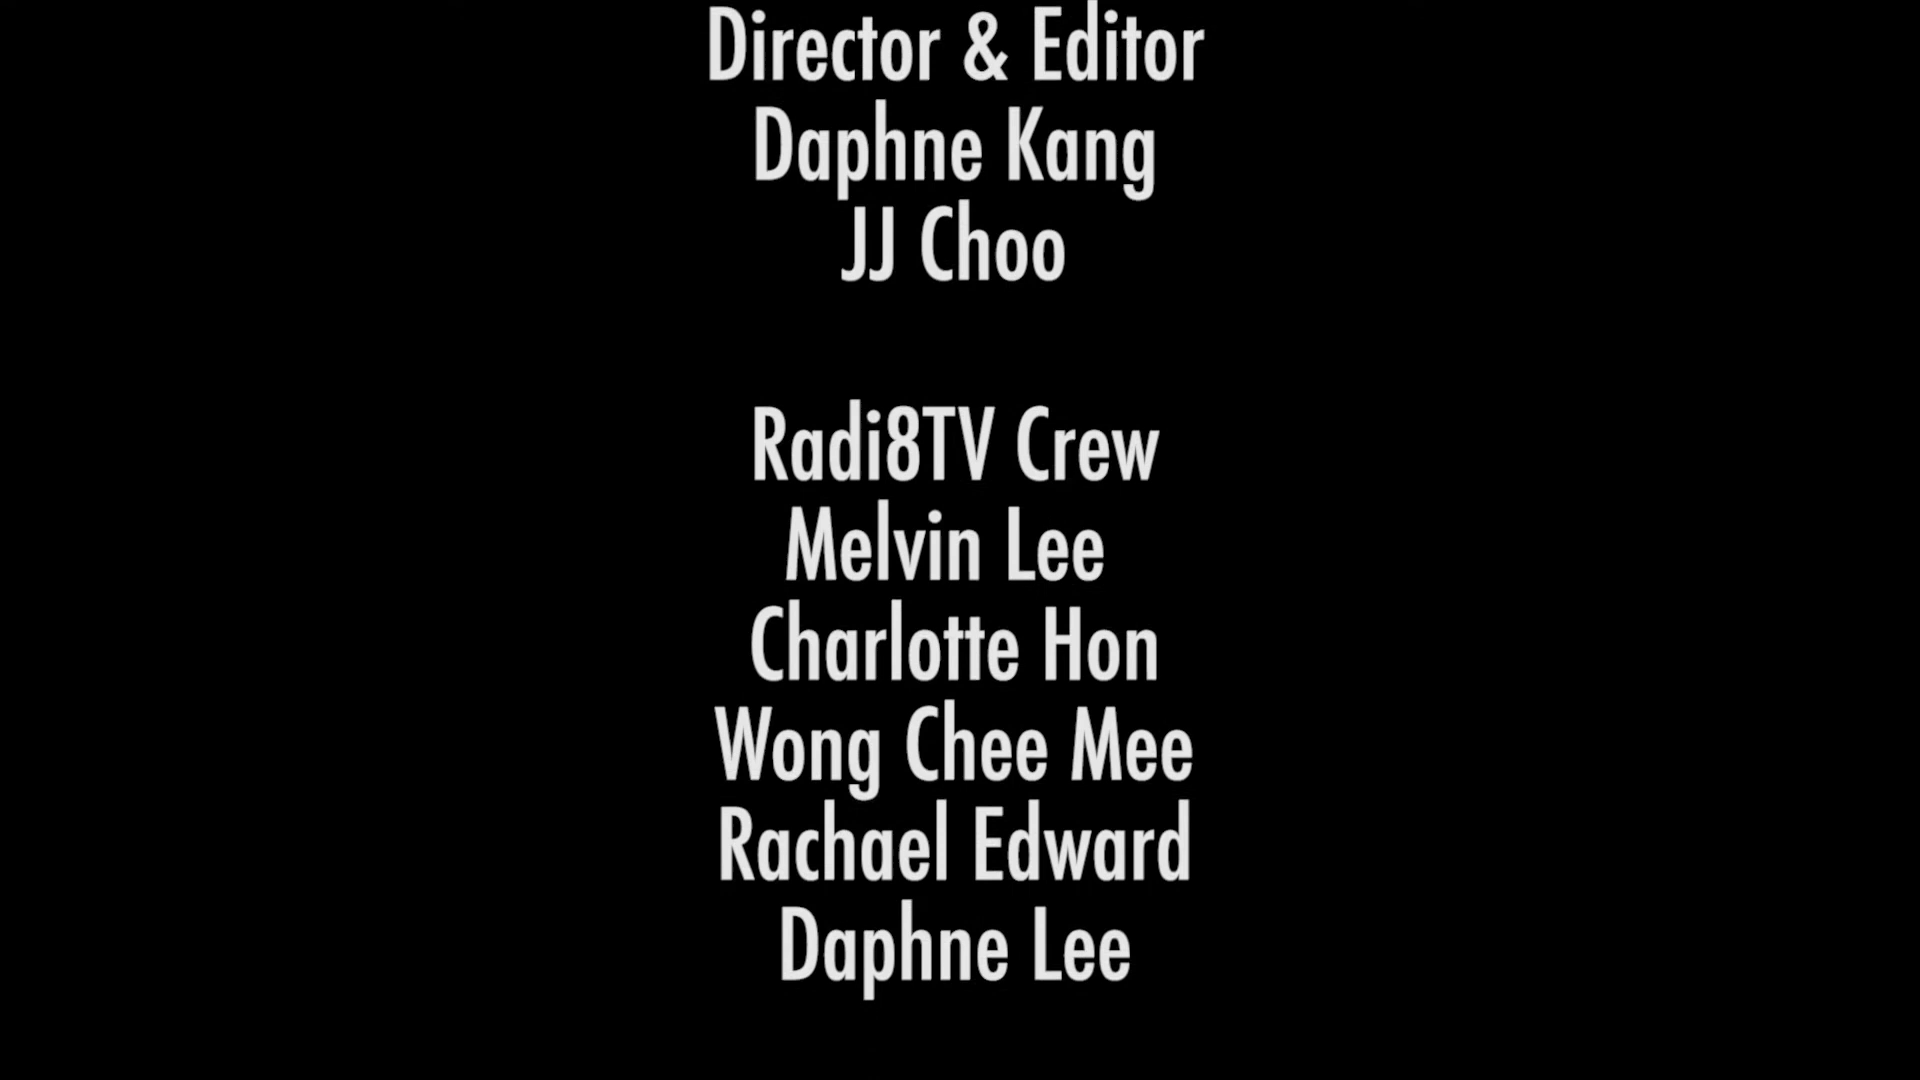 Director & Editor
Daphne Kang
JJ Choo
Radi8TV Crew
Melvin Lee
Charlotte Hon
Wong Chee Mee
Rachael Edward
Daphne Lee